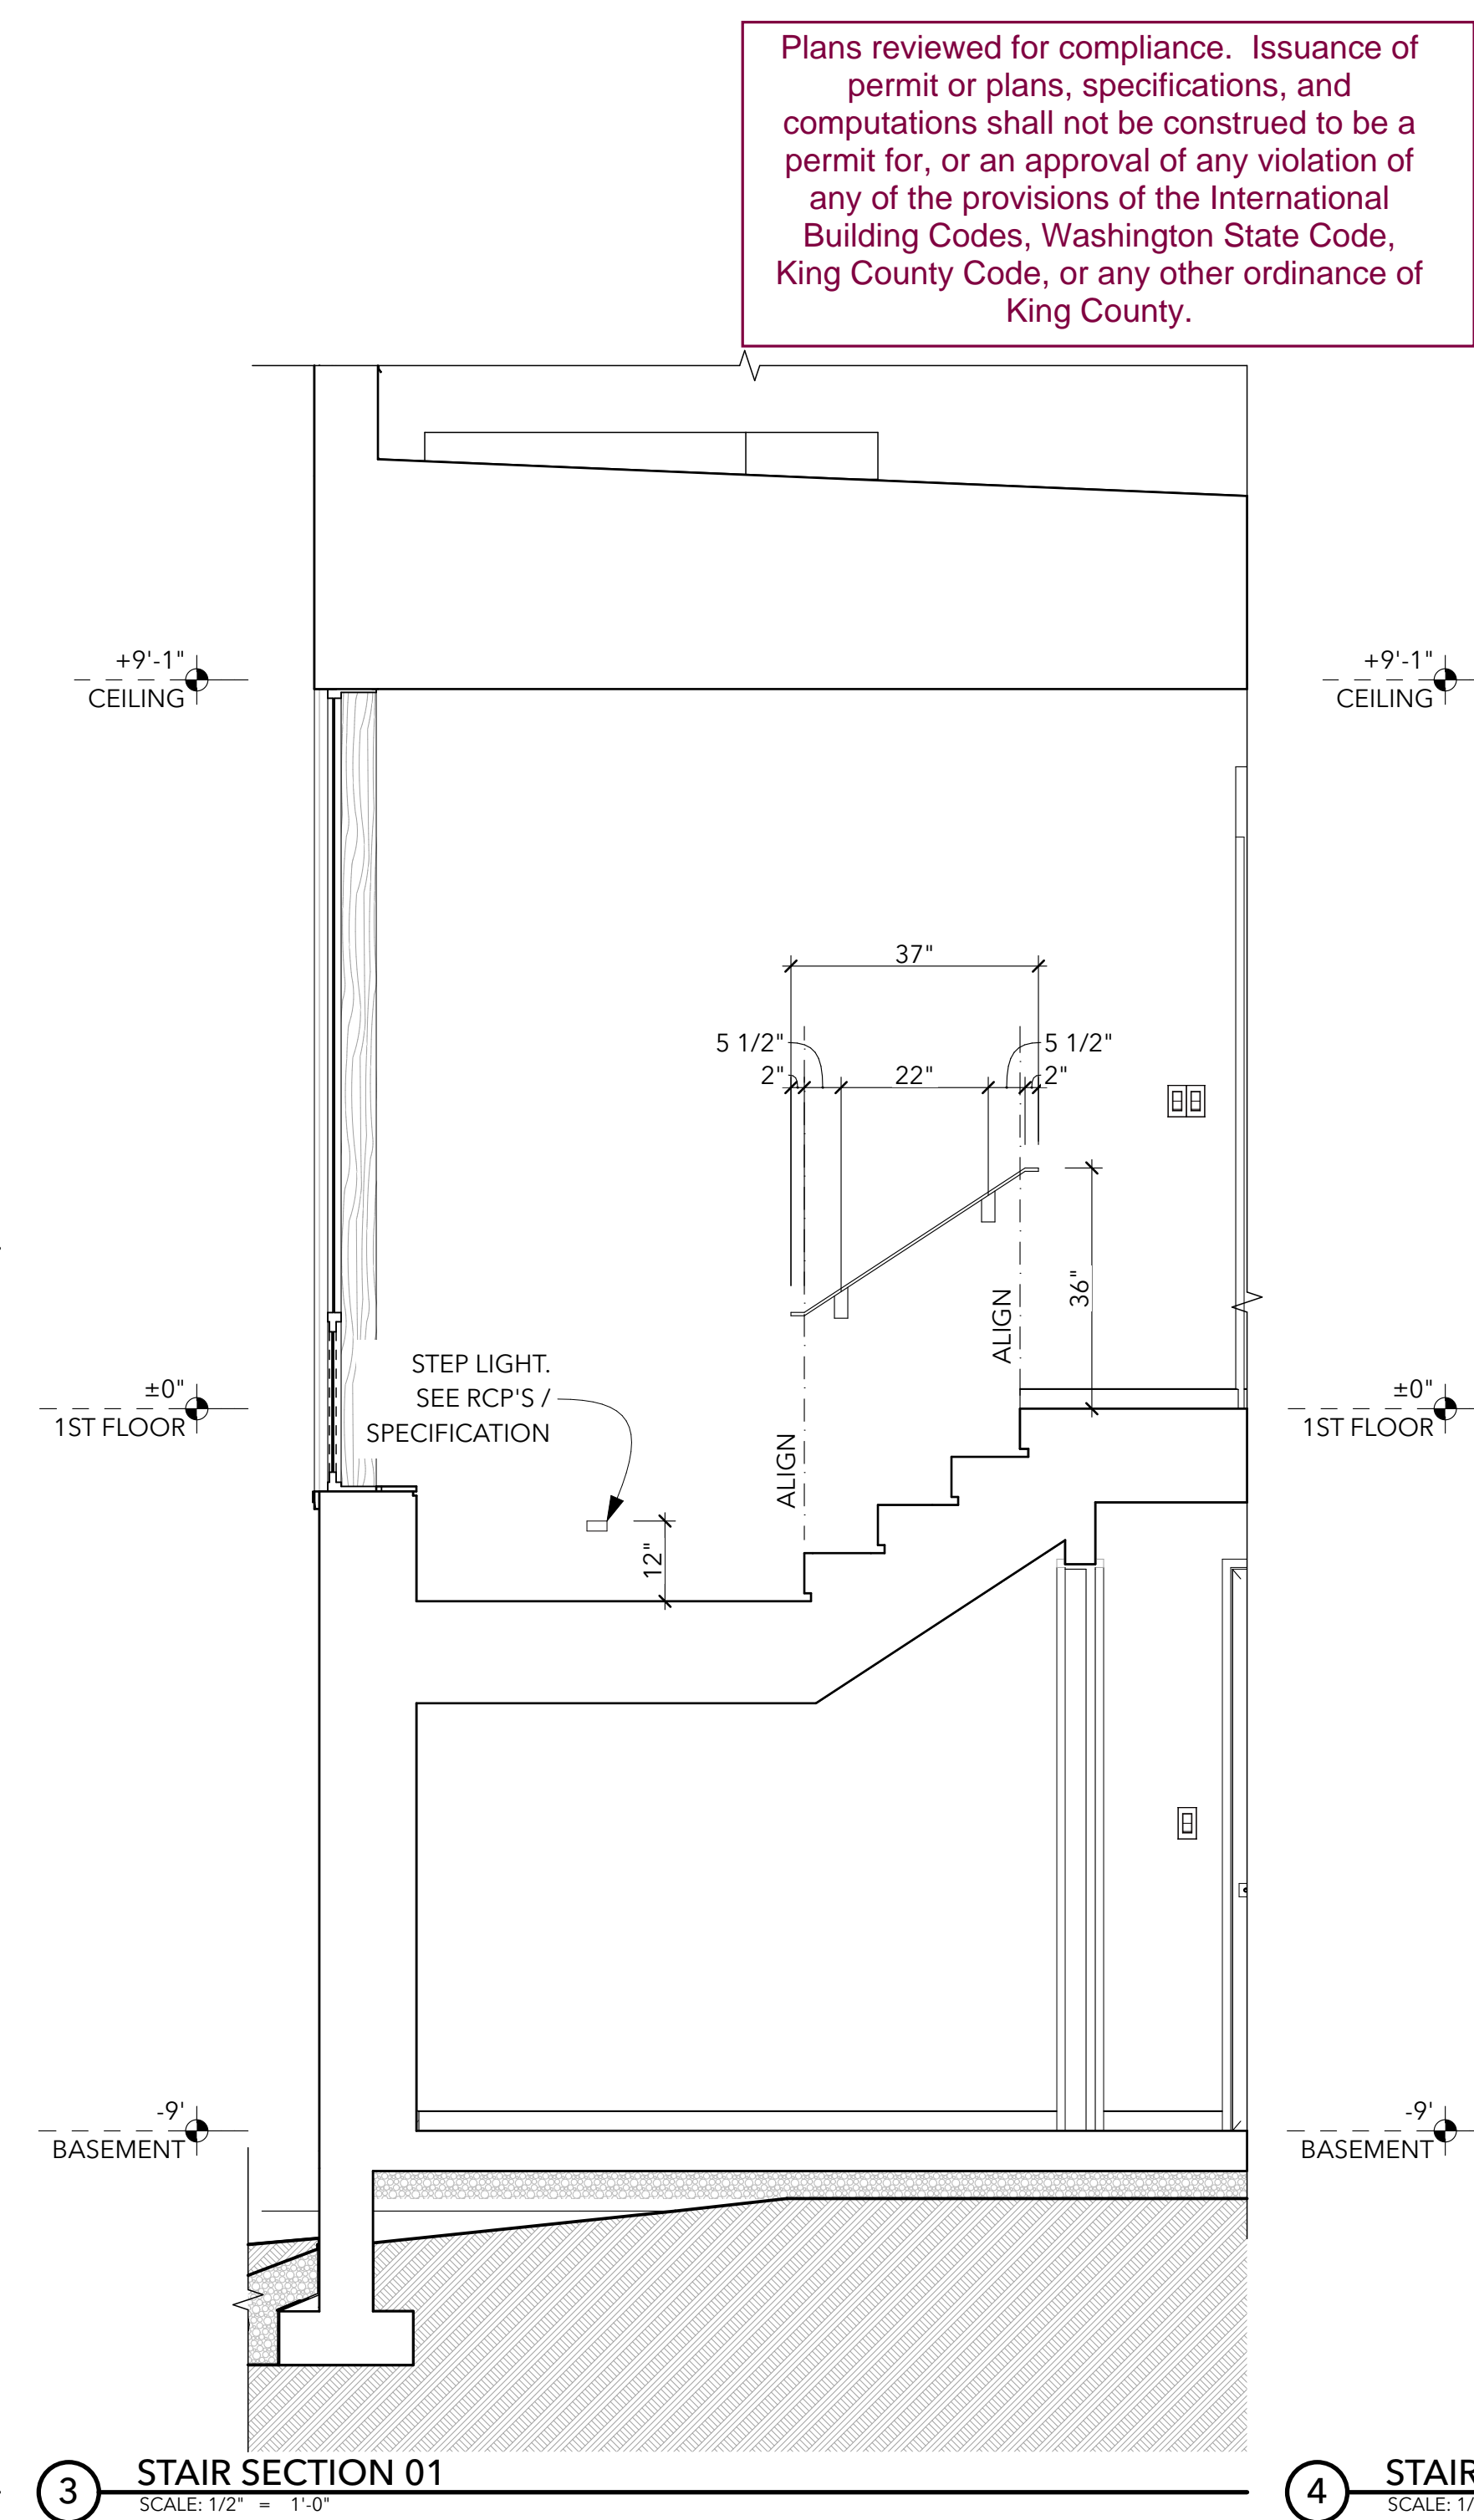 Plans reviewed for compliance.  Issuance of
permit or plans, specifications, and
computations shall not be construed to be a
permit for, or an approval of any violation of
any of the provisions of the International
Building Codes, Washington State Code,
King County Code, or any other ordinance of
King County.
+9'-1"
CEILING
+9'-1"
CEILING
37"
5 1/2"
5 1/2"
2"
22"
2"
36"
ALIGN
STEP LIGHT.
SEE RCP'S /
SPECIFICATION
±0"
1ST FLOOR
±0"
1ST FLOOR
ALIGN
12"
-9'
BASEMENT
-9'
BASEMENT
3
STAIR SECTION 01
SCALE: 1/2" = 1'-0"
4
STAIR
SCALE: 1/